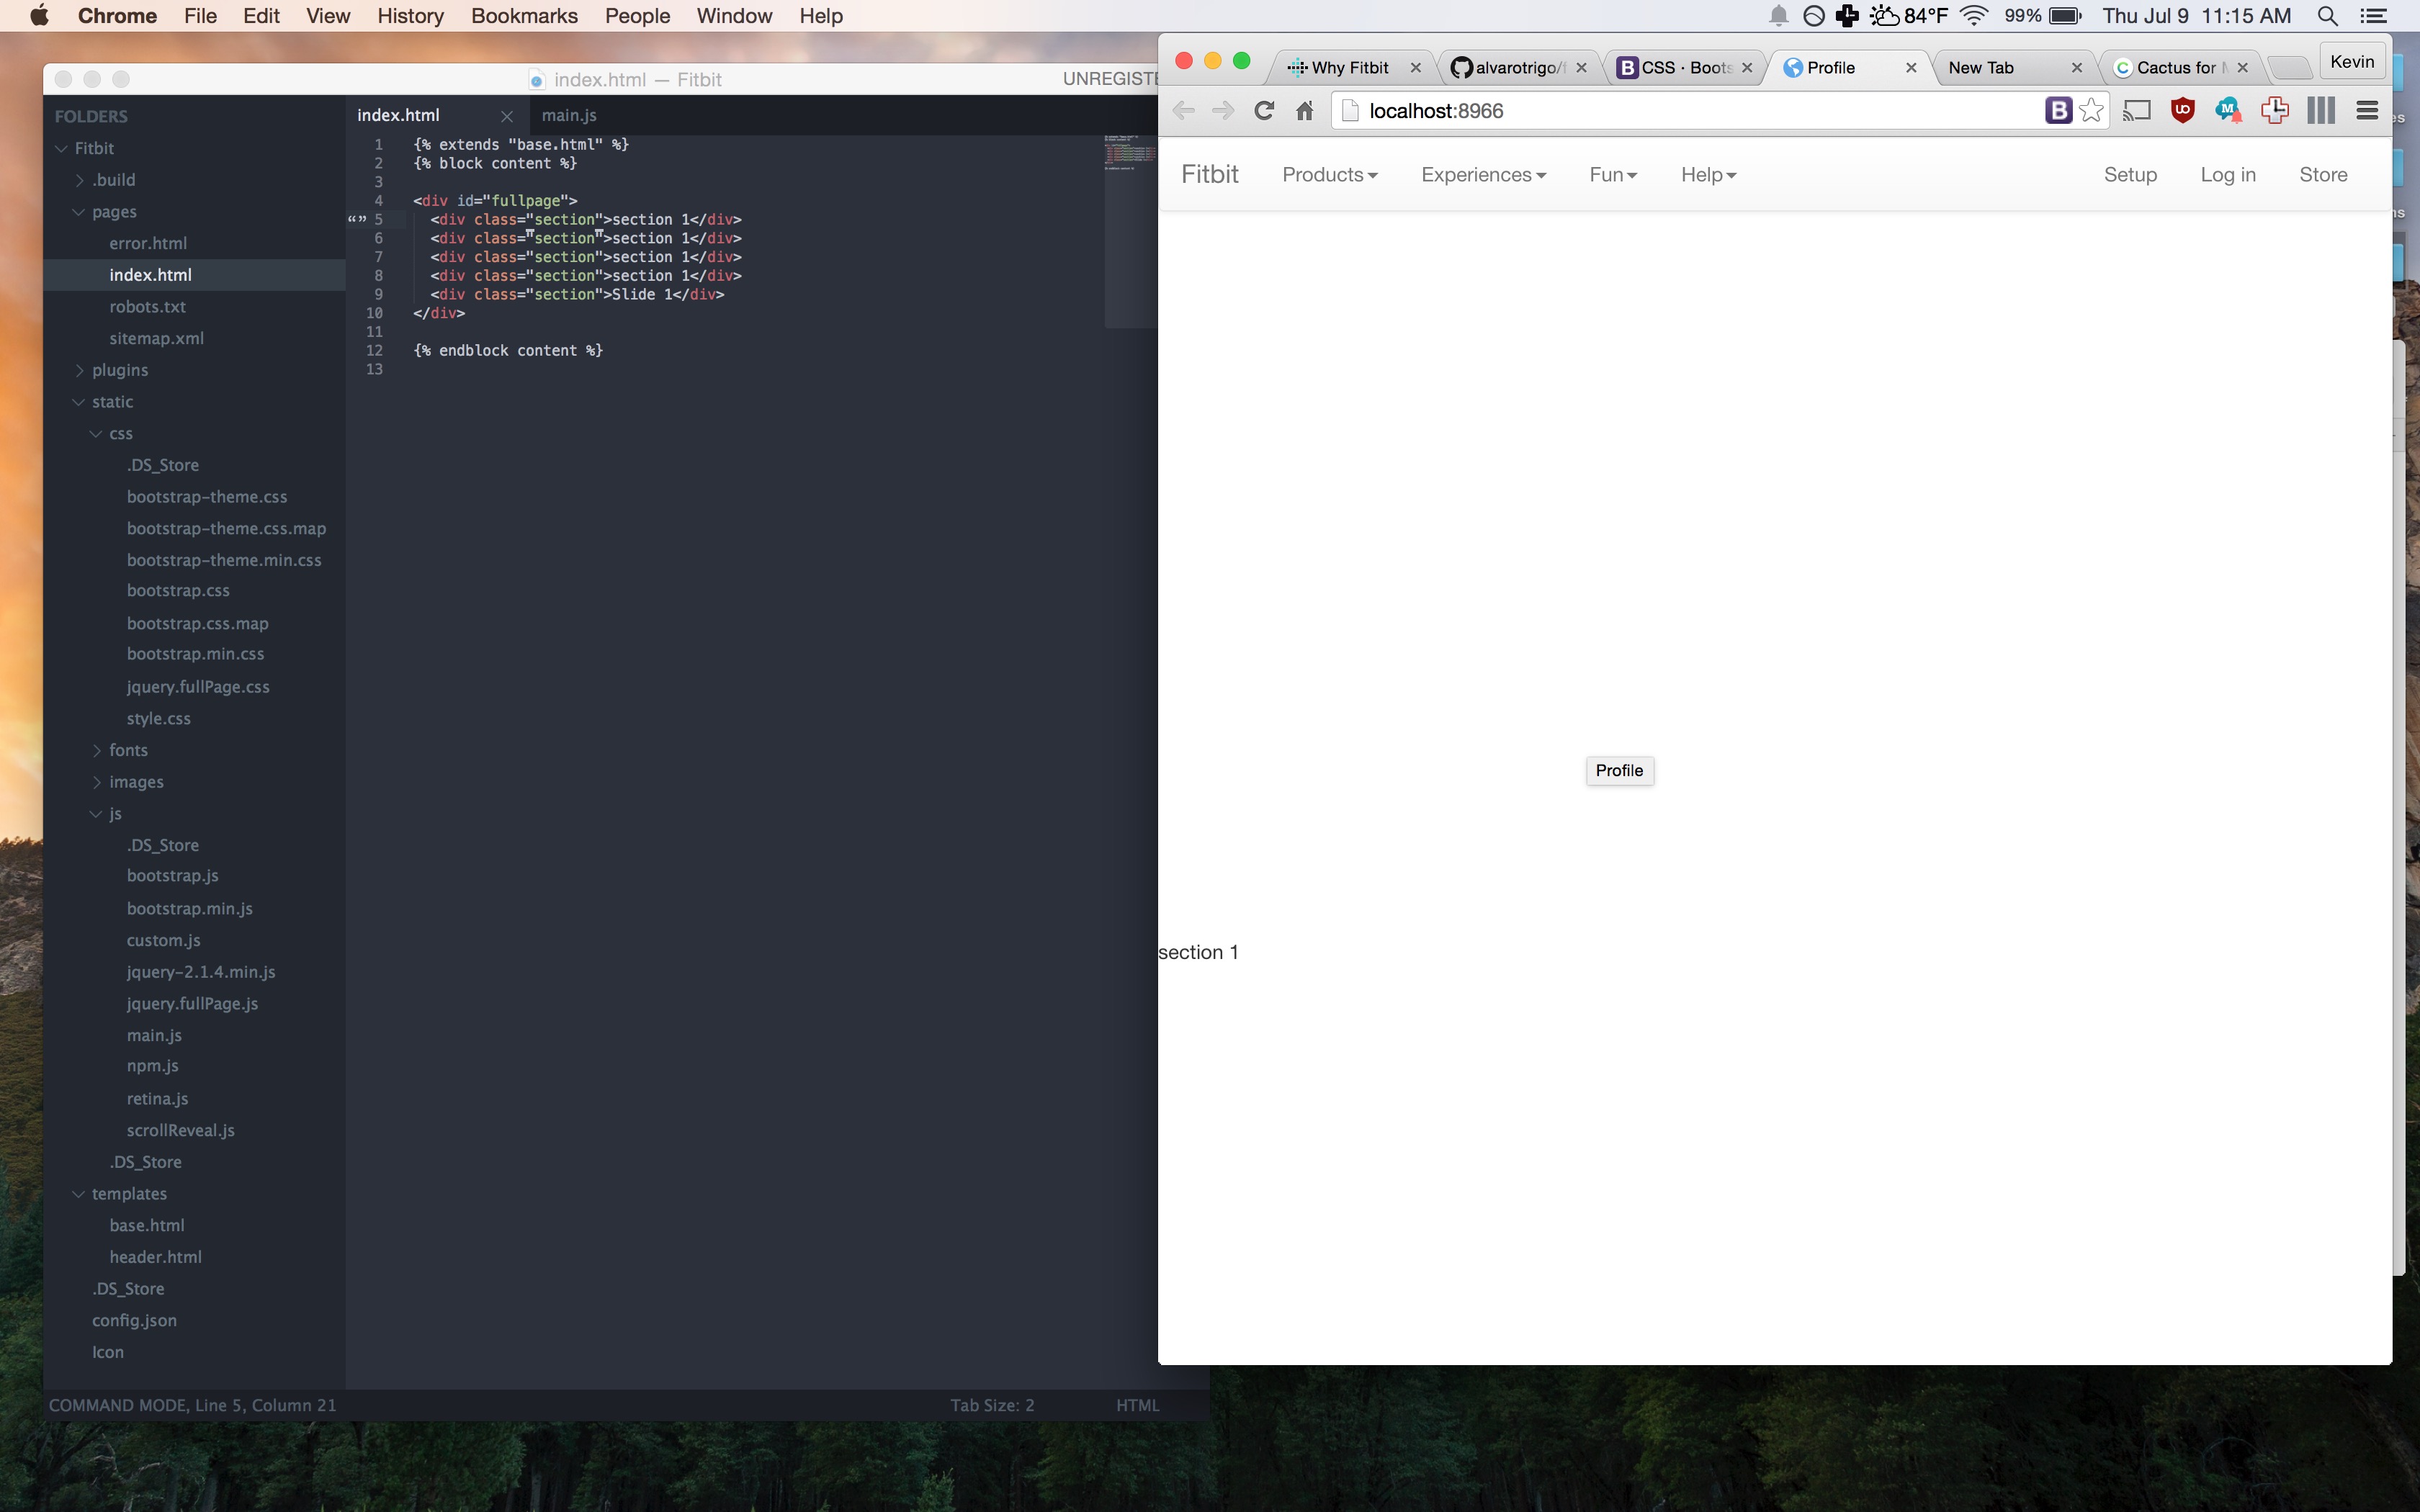 Chrome File Edit View History Bookmarks People Window Help
84°F 99% Thu Jul 9 11:15 AM
index.html — Fitbit
UNREGISTE
FOLDERS
Fitbit
.build
pages
error.html
index.html
robots.txt
sitemap.xml
plugins
static
css
.DS_Store
bootstrap-theme.css
bootstrap-theme.css.map
bootstrap-theme.min.css
bootstrap.css
bootstrap.css.map
bootstrap.min.css
jquery.fullPage.css
style.css
fonts
images
js
.DS_Store
bootstrap.js
bootstrap.min.js
custom.js
jquery-2.1.4.min.js
jquery.fullPage.js
main.js
npm.js
retina.js
scrollReveal.js
.DS_Store
templates
base.html
header.html
.DS_Store
config.json
Icon
index.html main.js
1 {% extends "base.html" %}
2 {% block content %}
3
4 <div id="fullpage">
“” 5 <div class="section">section 1</div>
6 <div class="section">section 1</div>
7 <div class="section">section 1</div>
8 <div class="section">section 1</div>
9 <div class="section">Slide 1</div>
10 </div>
11
12 {% endblock content %}
13
COMMAND MODE, Line 5, Column 21 Tab Size: 2 HTML
Why Fitbit alvarotrigo/f CSS · Boots Profile New Tab Cactus for M Kevin
localhost:8966
Fitbit Products Experiences Fun Help Setup Log in Store
Profile
section 1